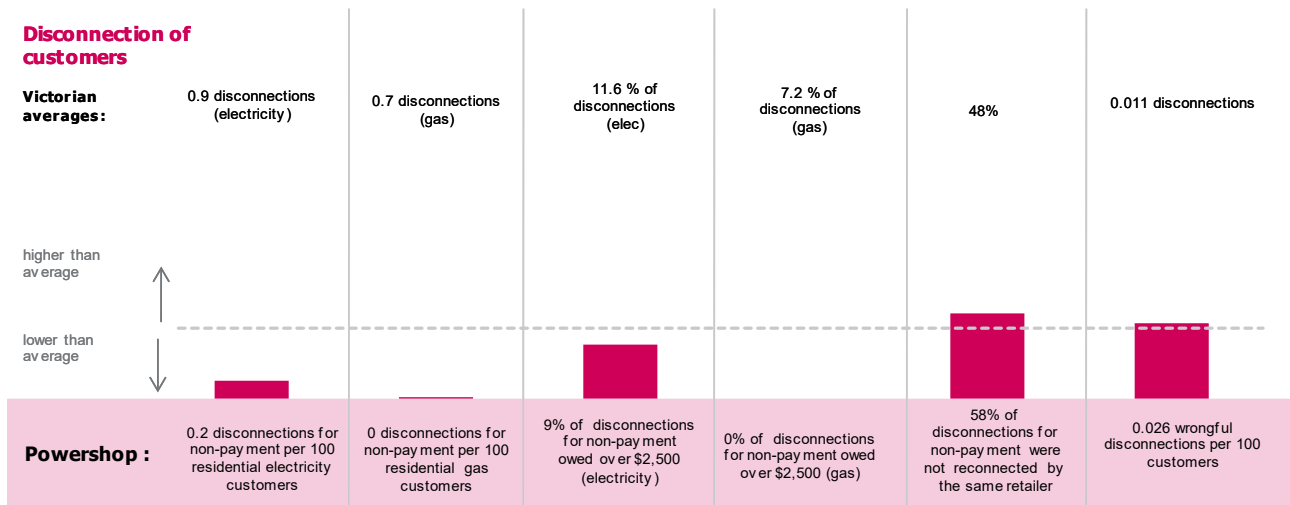 Disconnection of
customers
Victorian
averages:
0.9 disconnections
(electricity)
0.7 disconnections
(gas)
11.6 % of
disconnections
(elec)
7.2 % of
disconnections
(gas)
48%
0.011 disconnections
higher than
average
lower than
average
Powershop :
0.2 disconnections for
non-payment per 100
residential electricity
customers
0 disconnections for
non-payment per 100
residential gas
customers
9% of disconnections
for non-payment
owed over $2,500
(electricity)
0% of disconnections
for non-payment owed
over $2,500 (gas)
58% of
disconnections for
non-payment were
not reconnected by
the same retailer
0.026 wrongful
disconnections per 100
customers